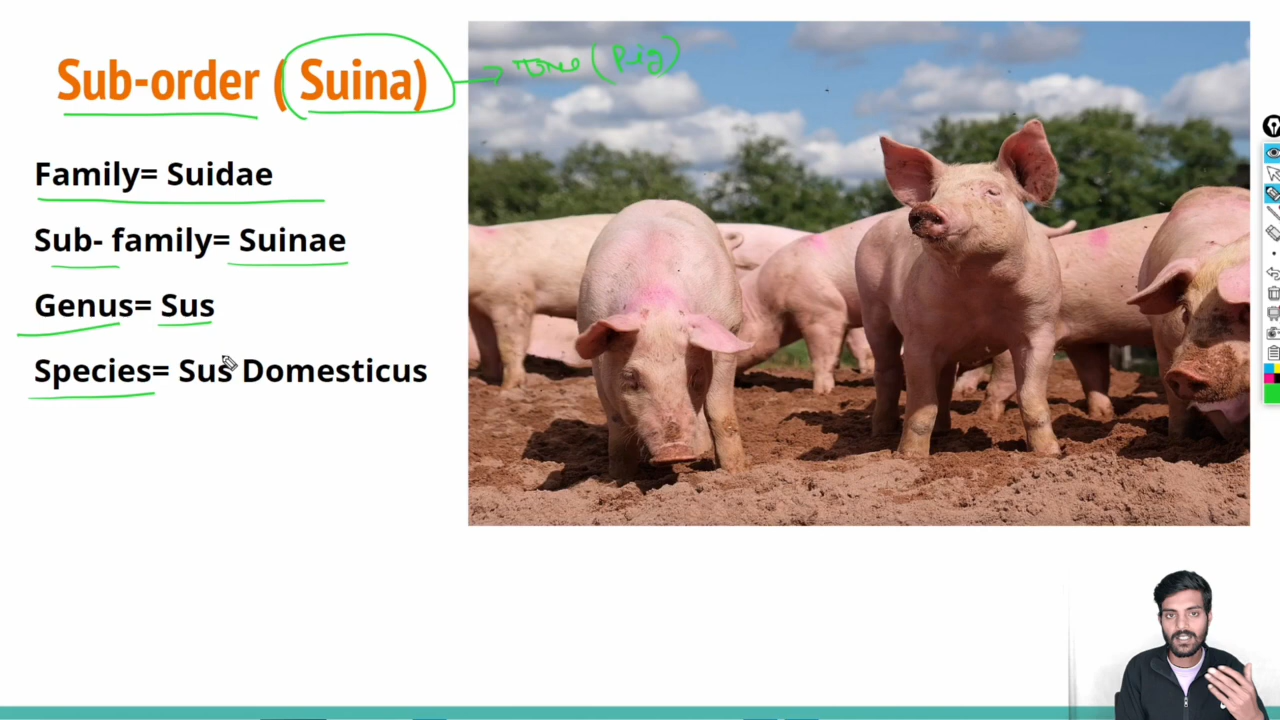 Sub-order (Suina)
(Pig)
Family= Suidae
Sub- family= Suinae
Genus= Sus
Species= Sus Domesticus